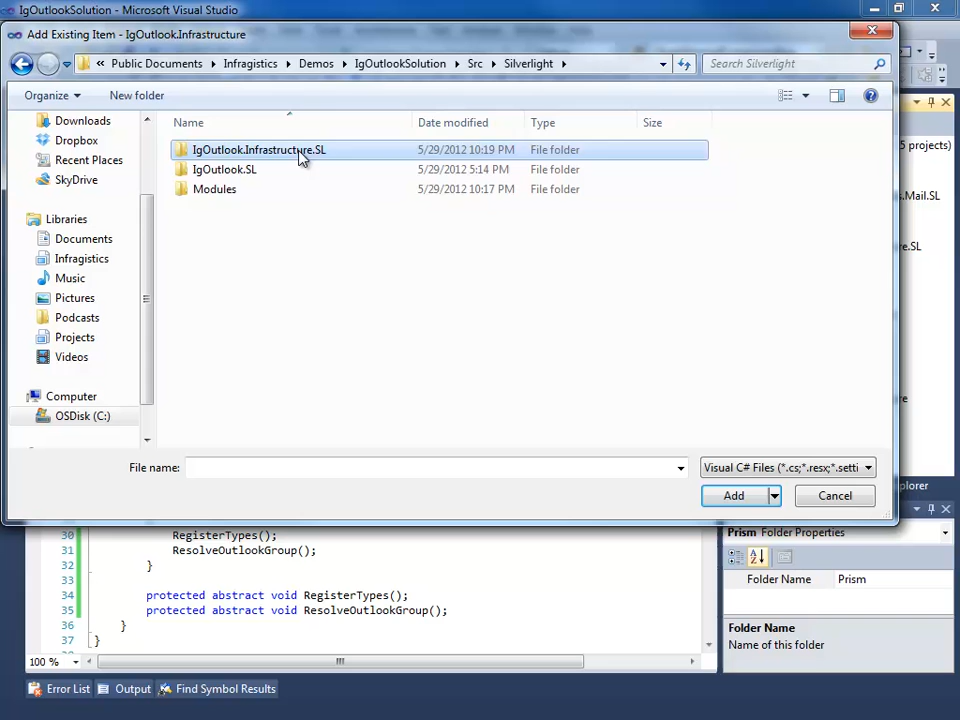 IgOutlookSolution - Microsoft Visual Studio
Add Existing Item - IgOutlook.Infrastructure
« Public Documents Infragistics Demos IgOutlookSolution Src Silverlight
Search Silverlight
Organize New folder
Name Date modified Type Size
Downloads
Dropbox
Recent Places
SkyDrive
Libraries
Documents
Infragistics
Music
Pictures
Podcasts
Projects
Videos
Computer
OSDisk (C:)
IgOutlook.Infrastructure.SL 5/29/2012 10:19 PM File folder
IgOutlook.SL 5/29/2012 5:14 PM File folder
Modules 5/29/2012 10:17 PM File folder
File name:
Visual C# Files (*.cs;*.resx;*.setti
Add Cancel
5 projects)
s.Mail.SL
re.SL
re
plorer
30 RegisterTypes();
31 ResolveOutlookGroup();
32 }
33
34 protected abstract void RegisterTypes();
35 protected abstract void ResolveOutlookGroup();
36 }
37 }
100 %
Prism Folder Properties
Folder Name Prism
Folder Name
Name of this folder
Error List Output Find Symbol Results